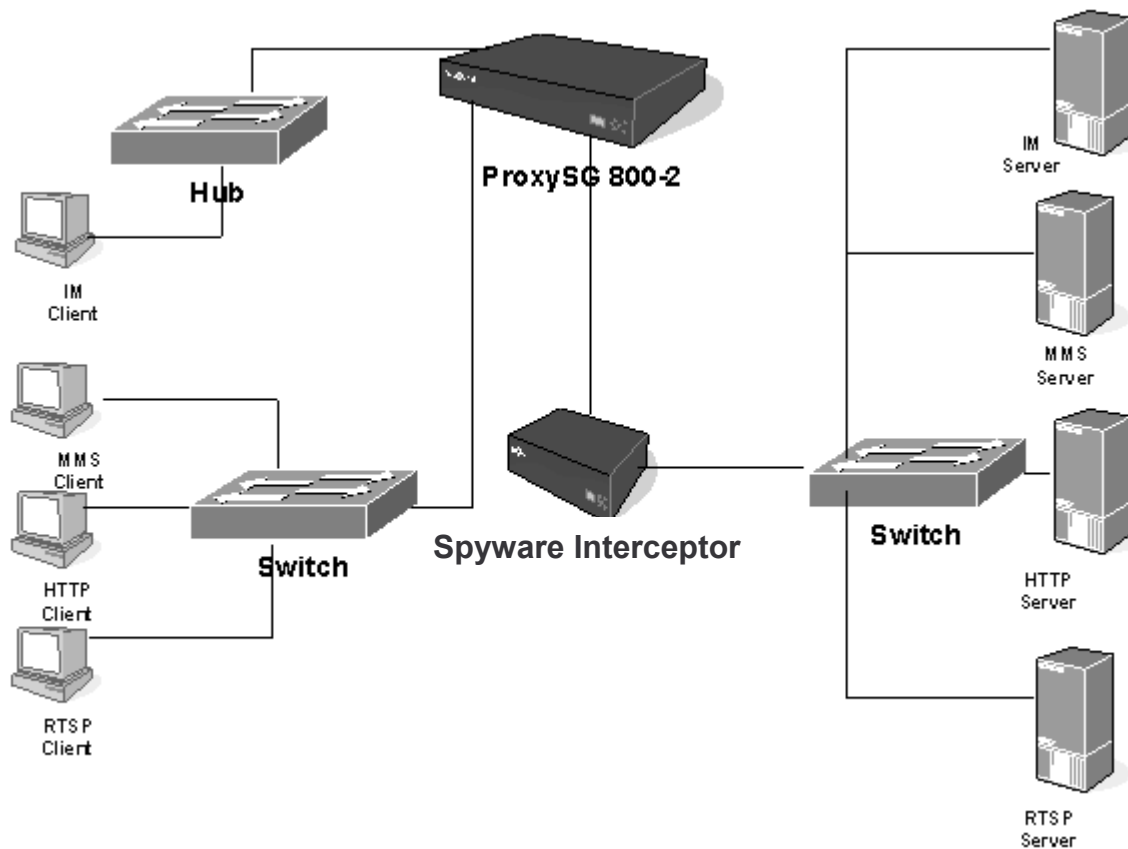 IM
Server
ProxySG 800-2
Hub
IM
Client
MMS
Server
MMS
Client
Switch
Spyware Interceptor
Switch
HTTP
Client
HTTP
Server
RTSP
Client
RTSP
Server